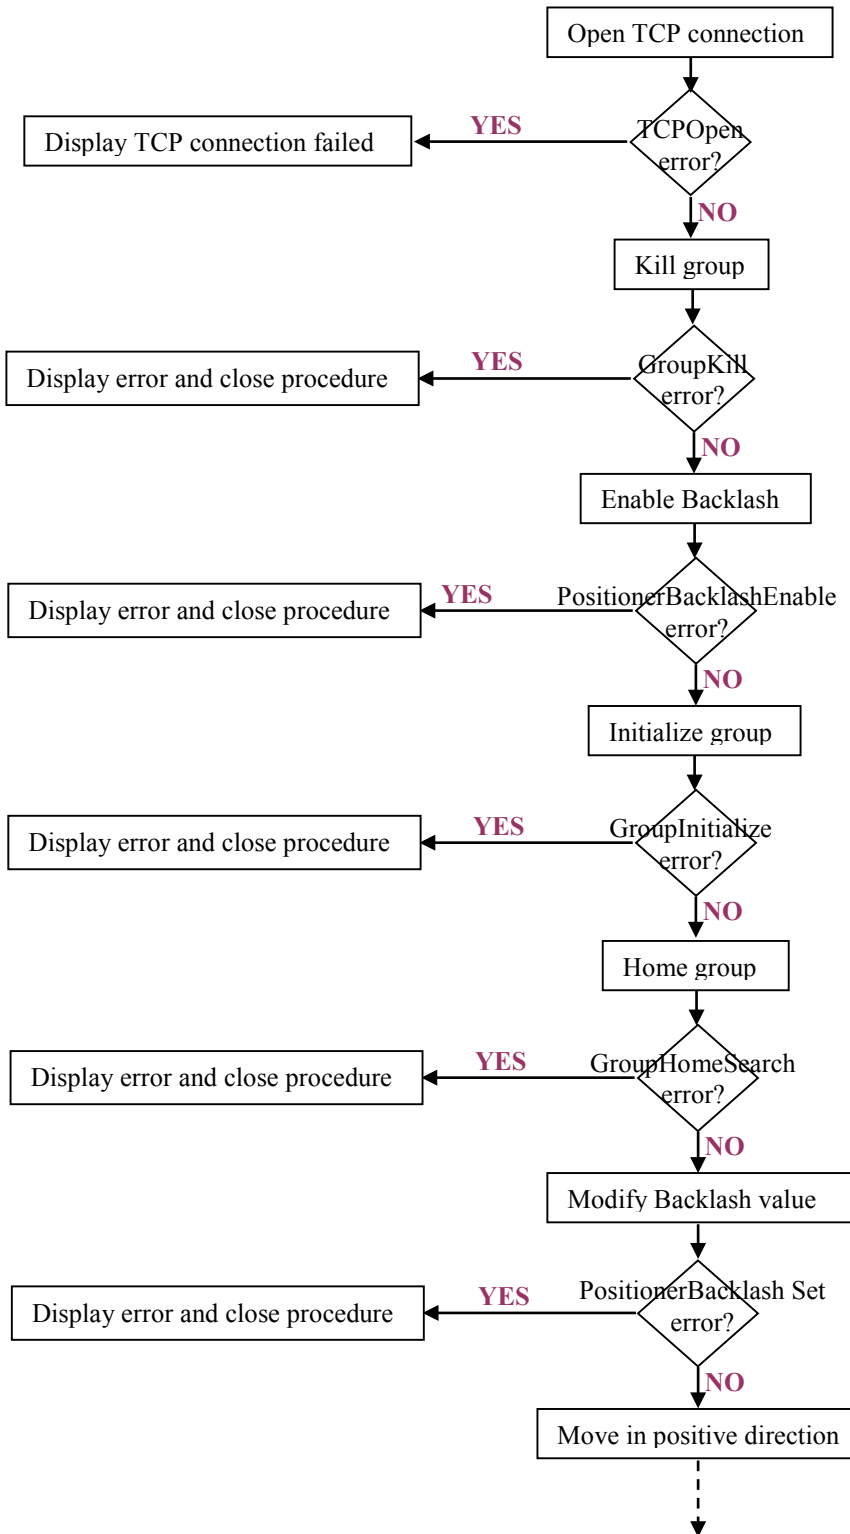 Open TCP connection
TCPOpen
error?
YES
Display TCP connection failed
NO
Kill group
GroupKill
error?
YES
Display error and close procedure
NO
Enable Backlash
PositionerBacklashEnable
error?
YES
Display error and close procedure
NO
Initialize group
GroupInitialize
error?
YES
Display error and close procedure
NO
Home group
GroupHomeSearch
error?
YES
Display error and close procedure
NO
Modify Backlash value
PositionerBacklash Set
error?
YES
Display error and close procedure
NO
Move in positive direction